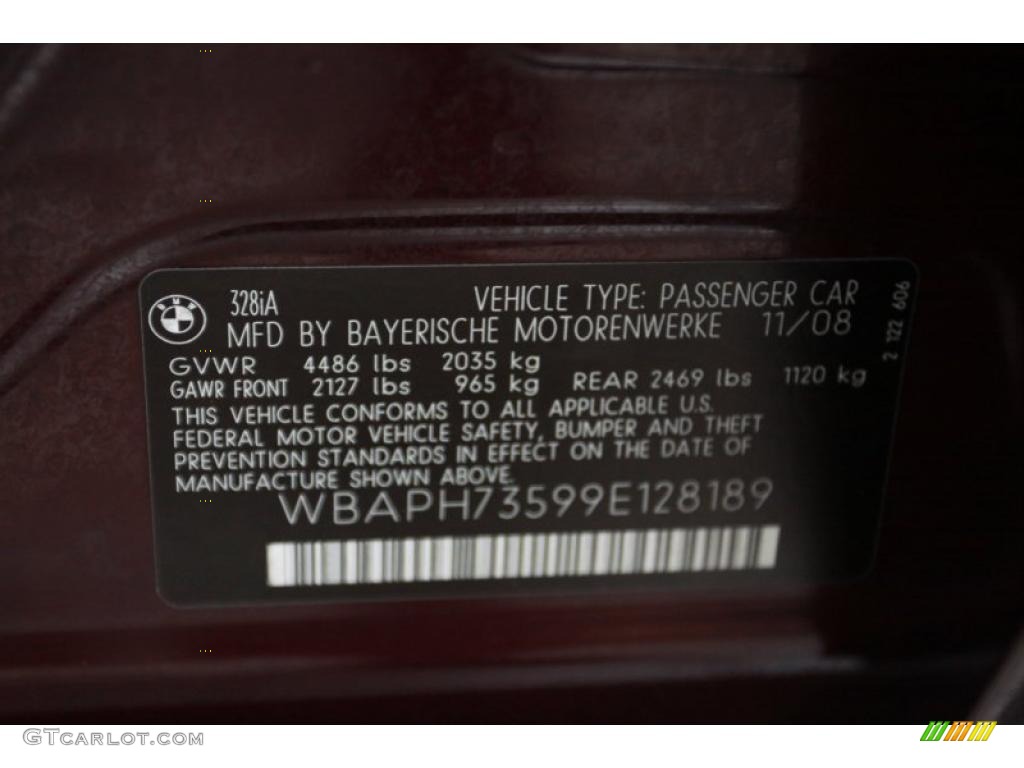 328iA VEHICLE TYPE: PASSENGER CAR
MFD BY BAYERISCHE MOTORENWERKE 11/08
GVWR 4486 lbs 2035 kg
GAWR FRONT 2127 lbs 965 kg REAR 2469 lbs 1120 kg
THIS VEHICLE CONFORMS TO ALL APPLICABLE U.S.
FEDERAL MOTOR VEHICLE SAFETY, BUMPER AND THEFT
PREVENTION STANDARDS IN EFFECT ON THE DATE OF
MANUFACTURE SHOWN ABOVE.
WBAPH73599E128189
2 122 606
GTCARLOT.COM